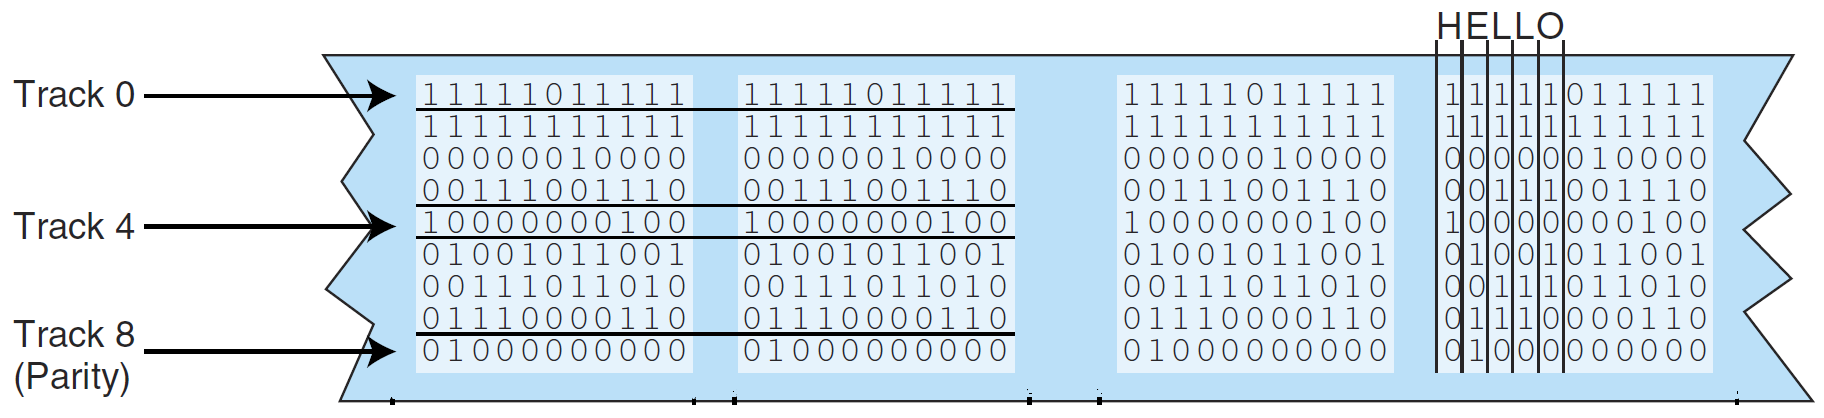 HELLO
Track 0
11111011111 11111011111 11111011111 11111011111
11111111111 11111111111 11111111111 11111111111
00000010000 00000010000 00000010000 00000010000
00111001110 00111001110 00111001110 00111001110
Track 4
10000000100 10000000100 10000000100 10000000100
01001011001 01001011001 01001011001 01001011001
00111011010 00111011010 00111011010 00111011010
01110000110 01110000110 01110000110 01110000110
Track 8
(Parity)
01000000000 01000000000 01000000000 01000000000